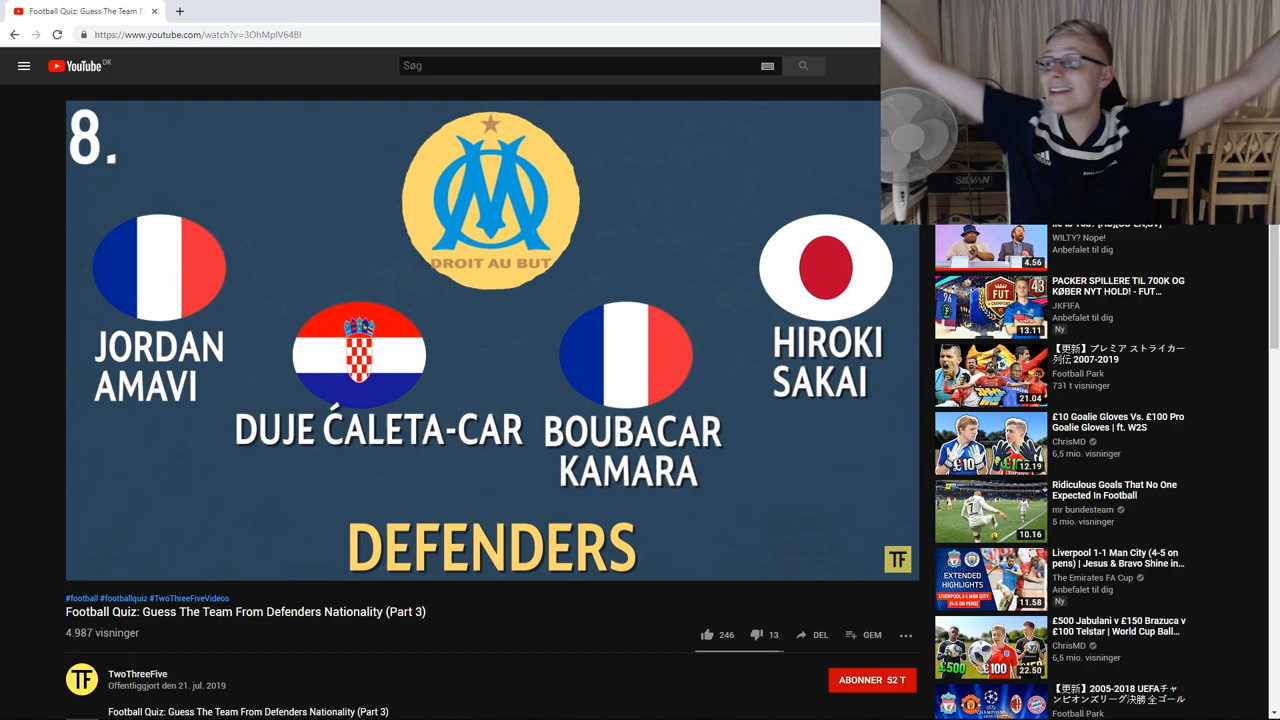 Football Quiz: Guess The Team F
https://www.youtube.com/watch?v=3OhMpIV64BI
YouTube DK
Søg
8.
DROIT AU BUT
JORDAN
AMAVI
DUJE ĆALETA-CAR
BOUBACAR
KAMARA
HIROKI
SAKAI
DEFENDERS
TF
#football #footballquiz #TwoThreeFiveVideos
Football Quiz: Guess The Team From Defenders Nationality (Part 3)
4.987 visninger
246
13
DEL
GEM
TF
TwoThreeFive
Offentliggjort den 21. jul. 2019
ABONNER 52 T
Football Quiz: Guess The Team From Defenders Nationality (Part 3)
adidas
SILVAN
WILTY? Nope!
Anbefalet til dig
4.56
PACKER SPILLERE TIL 700K OG
KØBER NYT HOLD! - FUT...
JKFIFA
Anbefalet til dig
Ny
FUT
13.11
【更新】プレミア ストライカー
列伝 2007-2019
Football Park
731 t visninger
21.04
£10 Goalie Gloves Vs. £100 Pro
Goalie Gloves | ft. W2S
ChrisMD
6,5 mio. visninger
£10
12.19
Ridiculous Goals That No One
Expected In Football
mr bundesteam
5 mio. visninger
10.16
Liverpool 1-1 Man City (4-5 on
pens) | Jesus & Bravo Shine in...
The Emirates FA Cup
Anbefalet til dig
Ny
EXTENDED
HIGHLIGHTS
11.58
£500 Jabulani v £150 Brazuca v
£100 Telstar | World Cup Ball...
ChrisMD
6,5 mio. visninger
£500
£100
22.50
【更新】2005-2018 UEFAチャ
ンピオンズリーグ決勝 全ゴール
Football Park